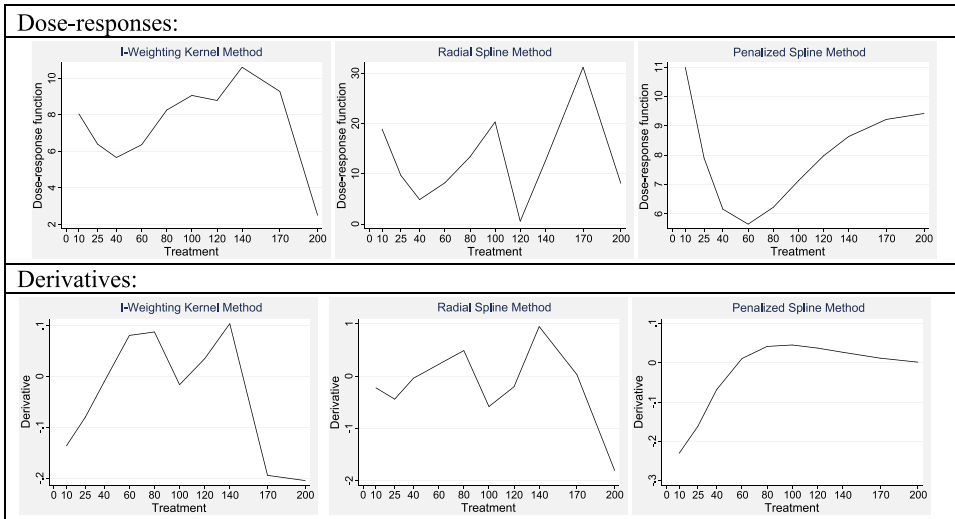 Dose-responses:
I-Weighting Kernel Method
Dose-response function
10
8
6
4
2
0 10 25 40 60 80 100 120 140 170 200
Treatment
Radial Spline Method
Dose-response function
30
20
10
0
0 10 25 40 60 80 100 120 140 170 200
Treatment
Penalized Spline Method
Dose-response function
11
10
9
8
7
6
0 10 25 40 60 80 100 120 140 170 200
Treatment
Derivatives:
I-Weighting Kernel Method
Derivative
.1
0
-.1
-.2
0 10 25 40 60 80 100 120 140 170 200
Treatment
Radial Spline Method
Derivative
1
0
-1
-2
0 10 25 40 60 80 100 120 140 170 200
Treatment
Penalized Spline Method
Derivative
.1
0
-.1
-.2
-.3
0 10 25 40 60 80 100 120 140 170 200
Treatment